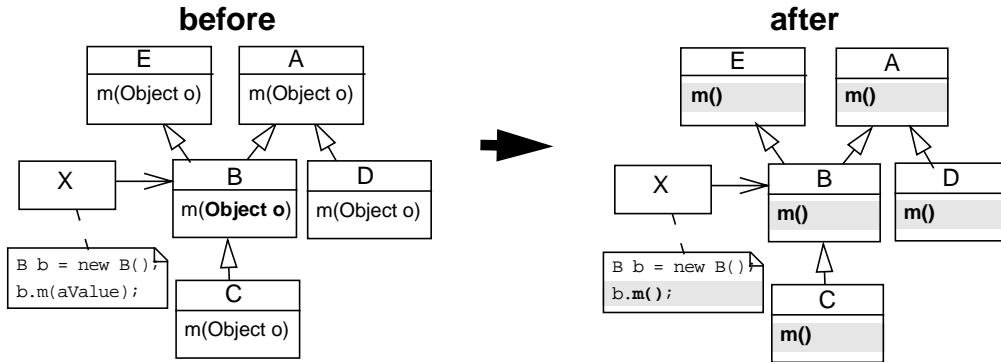 before
after
E
A
m(Object o)
m(Object o)
X
B
D
m(Object o)
m(Object o)
B b = new B();
b.m(aValue);
C
m(Object o)
E
A
m()
m()
X
B
D
m()
m()
B b = new B();
b.m();
C
m()